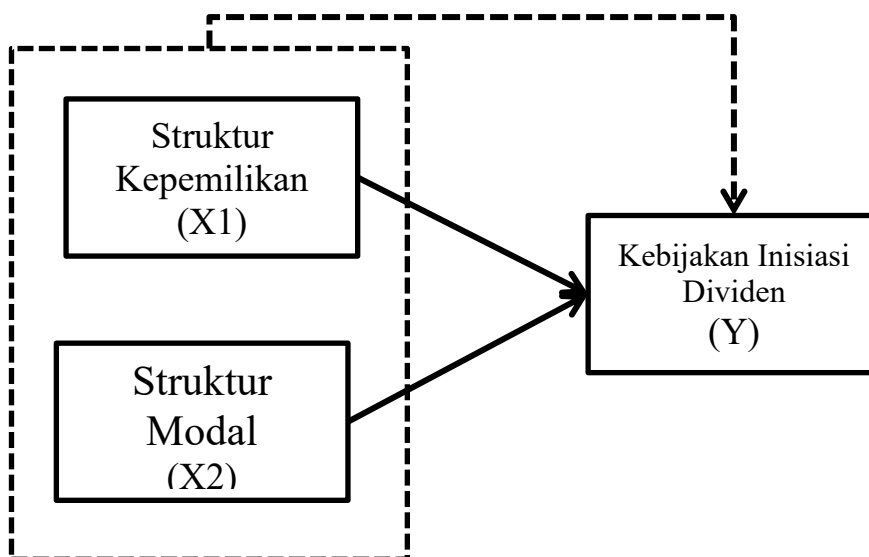 Struktur
Kepemilikan
(X1)
Struktur
Modal
(X2)
Kebijakan Inisiasi
Dividen
(Y)